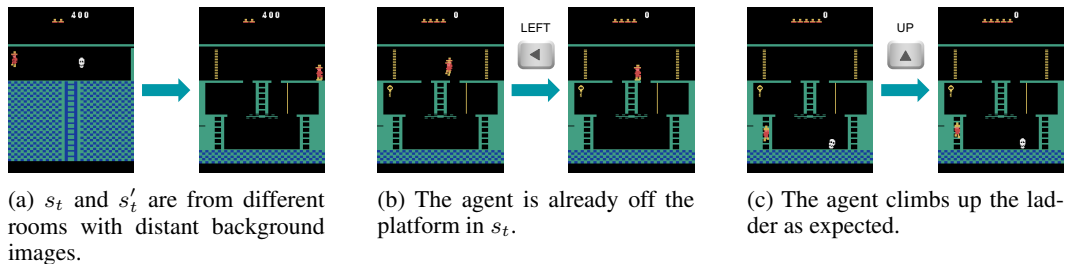 400
400
0
LEFT
0
0
UP
0
(a) s_t and s'_t are from different
rooms with distant background
images.
(b) The agent is already off the
platform in s_t.
(c) The agent climbs up the lad-
der as expected.